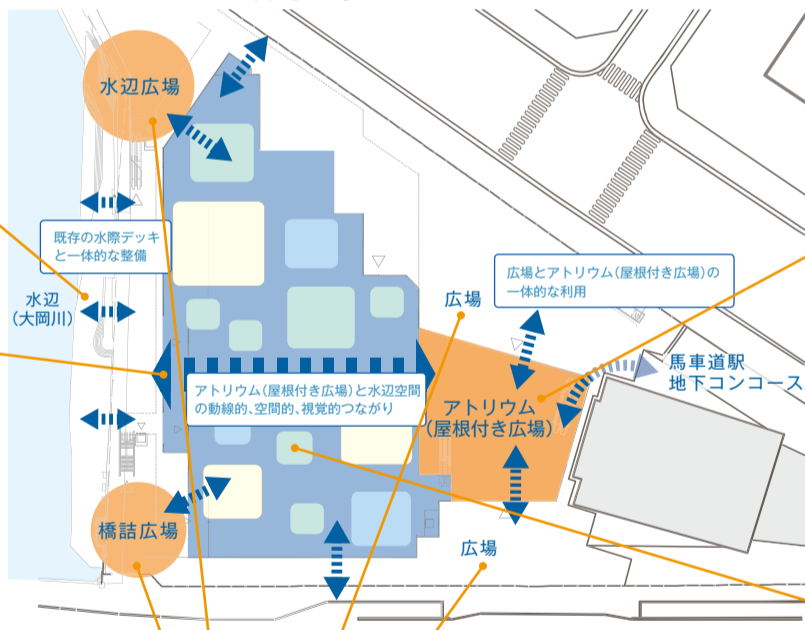 水辺広場
既存の水際デッキ
と一体的な整備
広場とアトリウム(屋根付き広場)の
一体的な利用
水辺
(大岡川)
広場
馬車道駅
地下コンコース
アトリウム(屋根付き広場)と水辺空間
の動線的、空間的、視覚的つながり
アトリウム
(屋根付き広場)
橋詰広場
広場